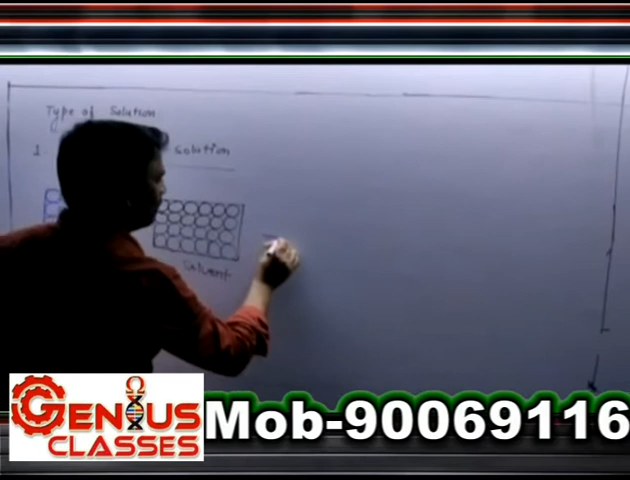 Type of Solution
1. solution
Solvent
GENIUS
CLASSES
Mob-90069116